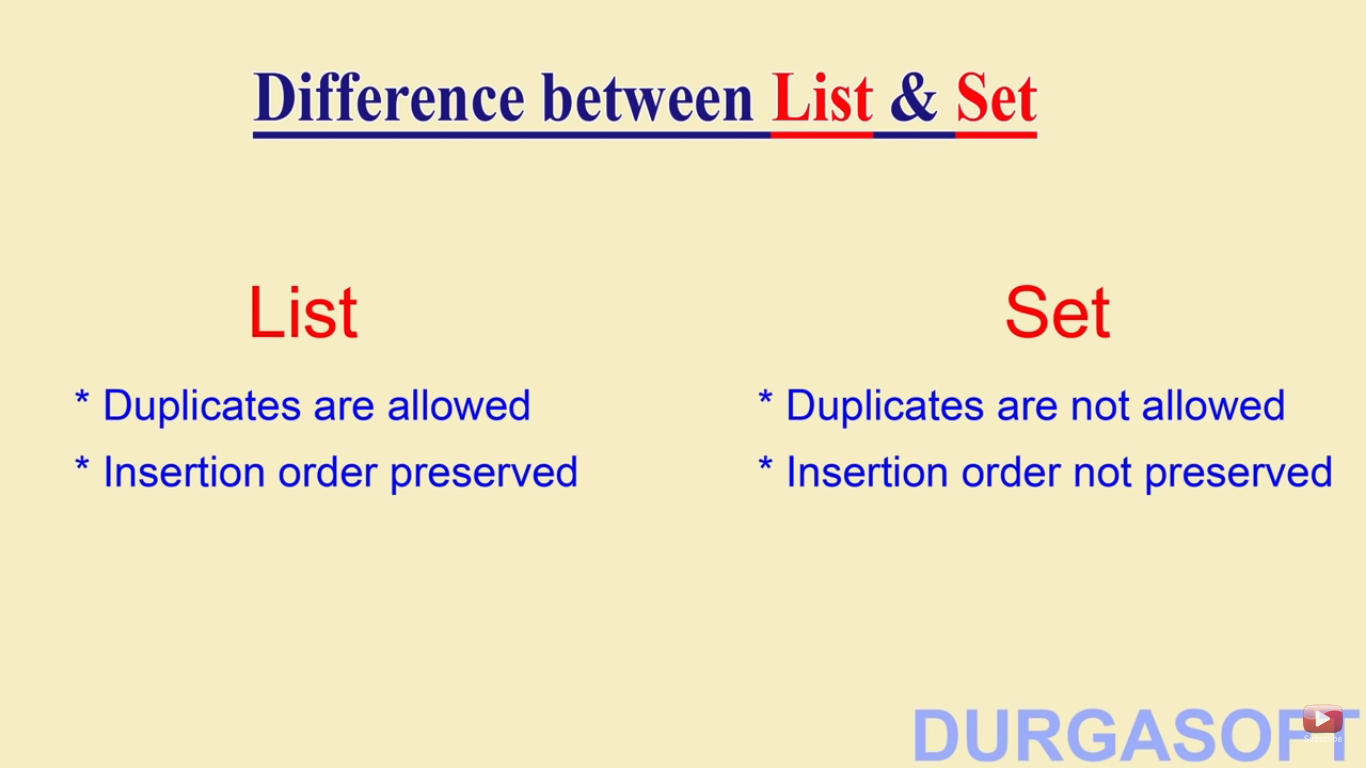 Difference between List & Set
List
* Duplicates are allowed
* Insertion order preserved
Set
* Duplicates are not allowed
* Insertion order not preserved
DURGASOFT
Subscribe